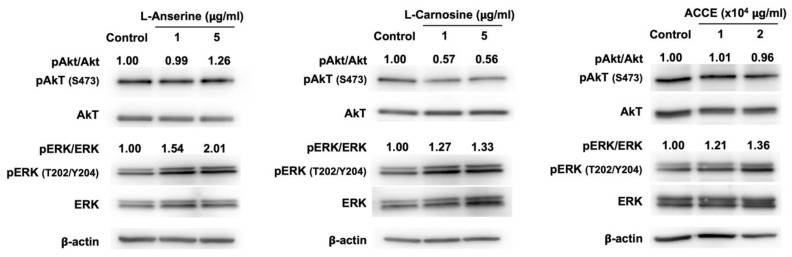 L-Anserine (μg/ml)
Control 1 5
pAkt/Akt 1.00 0.99 1.26
pAkT (S473)
AkT
pERK/ERK 1.00 1.54 2.01
pERK (T202/Y204)
ERK
β-actin
L-Carnosine (μg/ml)
Control 1 5
pAkt/Akt 1.00 0.57 0.56
pAkT (S473)
AkT
pERK/ERK 1.00 1.27 1.33
pERK (T202/Y204)
ERK
β-actin
ACCE (x10⁴ μg/ml)
Control 1 2
pAkt/Akt 1.00 1.01 0.96
pAkT (S473)
AkT
pERK/ERK 1.00 1.21 1.36
pERK (T202/Y204)
ERK
β-actin